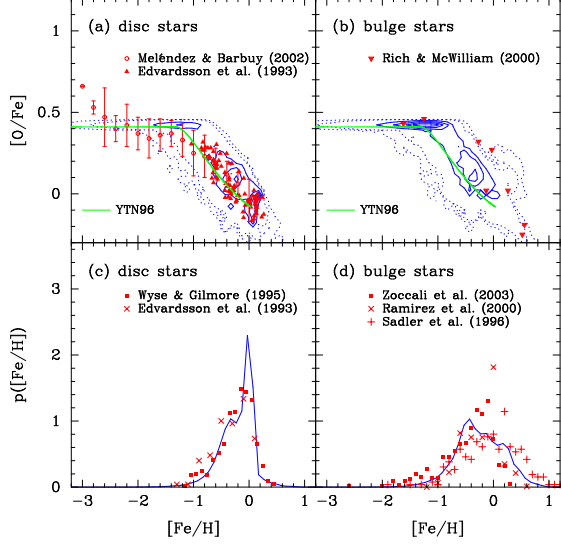 (a) disc stars
Meléndez & Barbuy (2002)
Edvardsson et al. (1993)
(b) bulge stars
Rich & McWilliam (2000)
[O/Fe]
0.5
0
YTN96
YTN96
(c) disc stars
Wyse & Gilmore (1995)
Edvardsson et al. (1993)
(d) bulge stars
Zoccali et al. (2003)
Ramirez et al. (2000)
Sadler et al. (1996)
p([Fe/H])
3
2
1
0
-3 -2 -1 0 1
-3 -2 -1 0 1
[Fe/H]
[Fe/H]